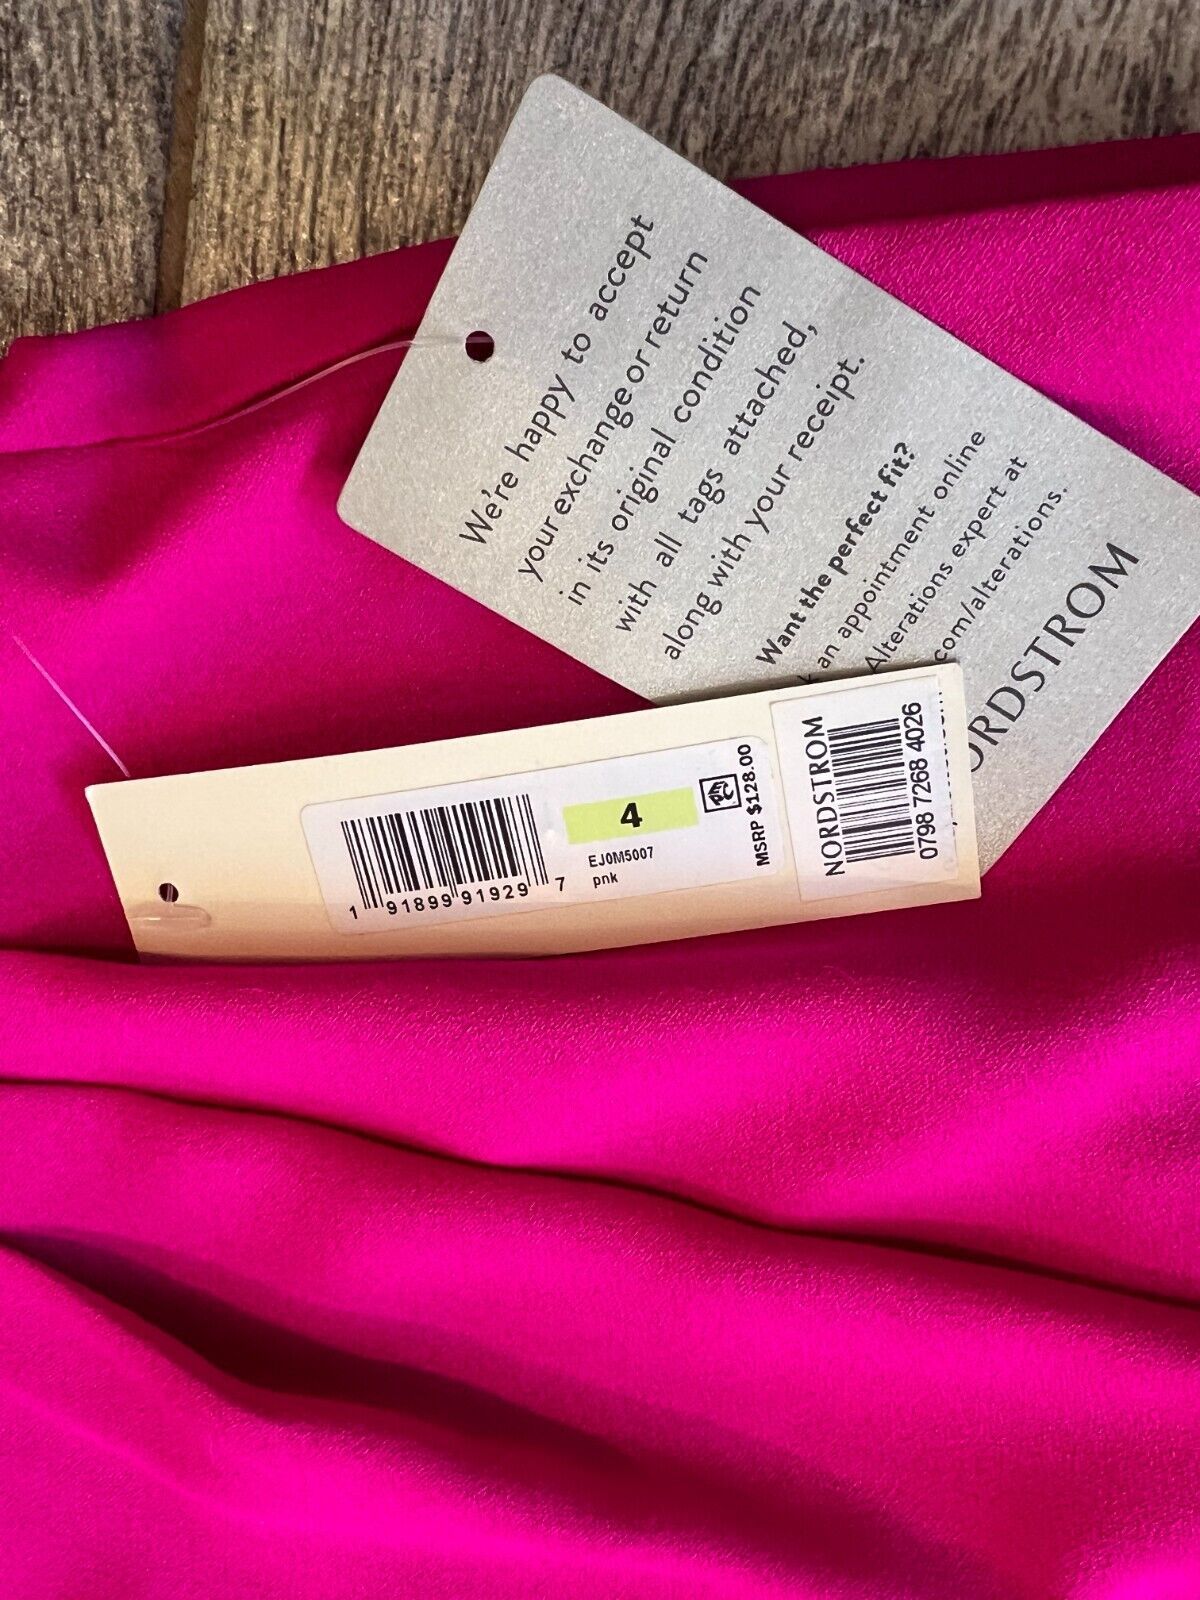 We're happy to accept
your exchange or return
in its original condition
with all tags attached,
along with your receipt.
Want the perfect fit?
an appointment online
Alterations expert at
com/alterations.
ORDSTROM
4
EJ0M5007
pnk
1 91899 91929 7
MSRP $128.00
NORDSTROM
0798 7268 4026